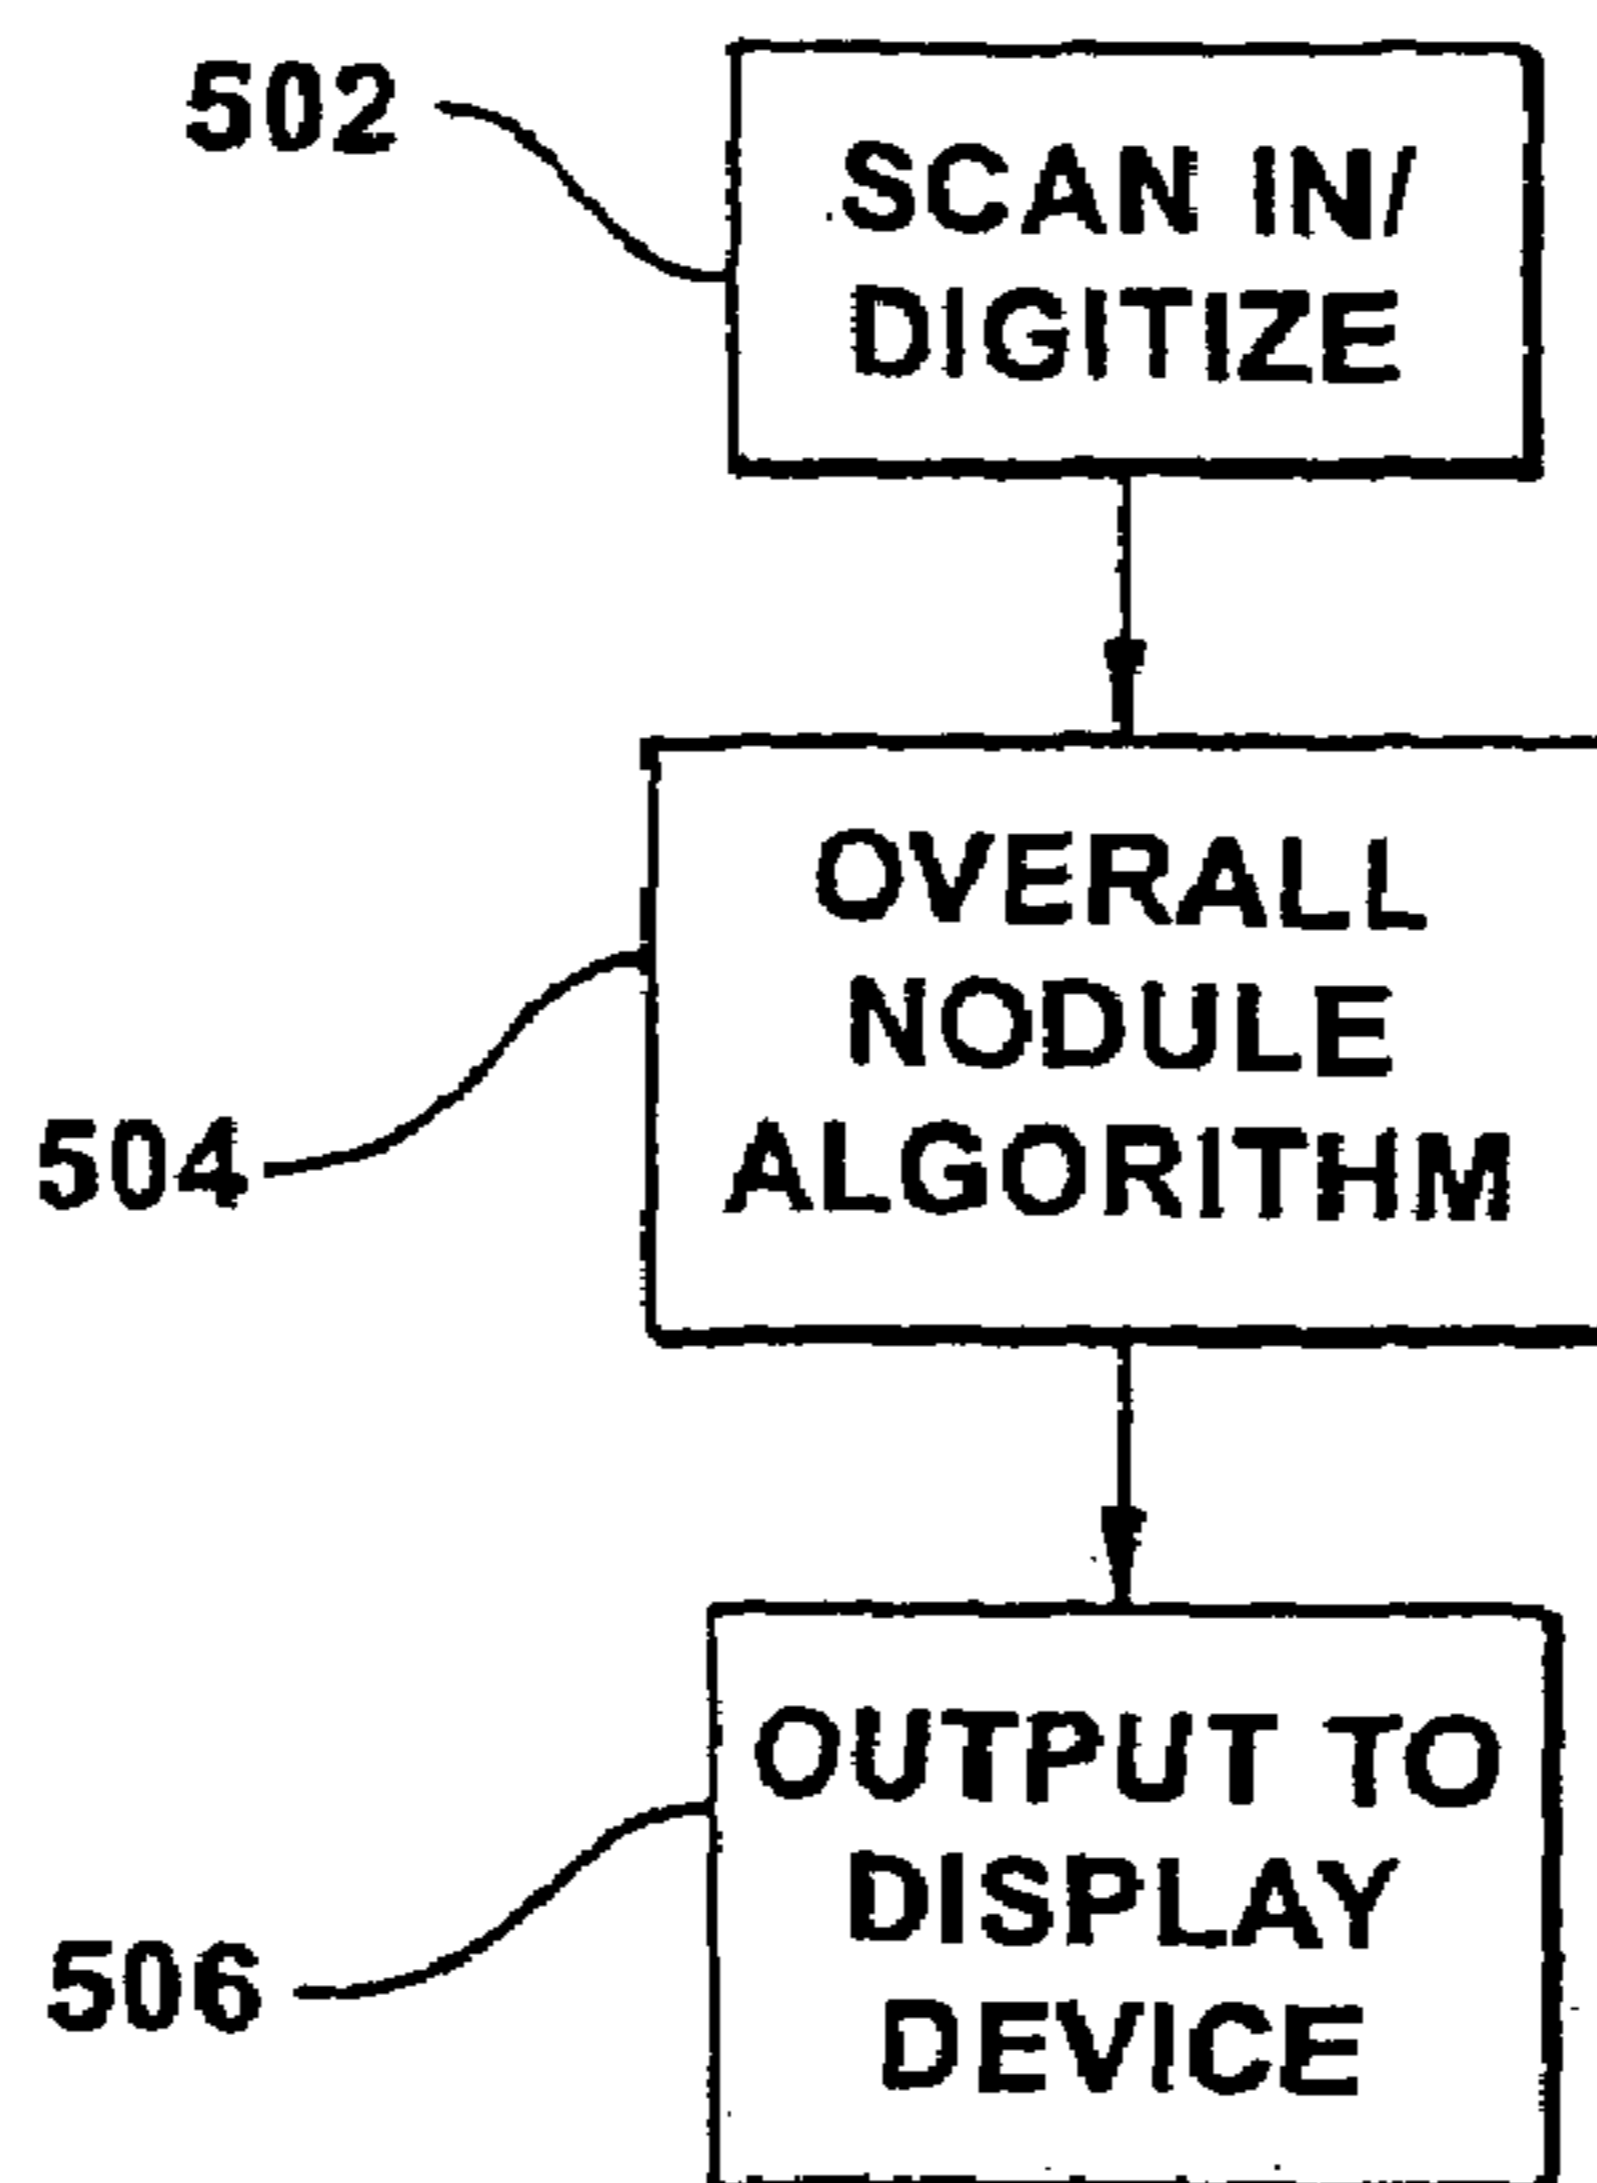 502
SCAN IN/
DIGITIZE
OVERALL
NODULE
ALGORITHM
504
OUTPUT TO
DISPLAY
DEVICE
506